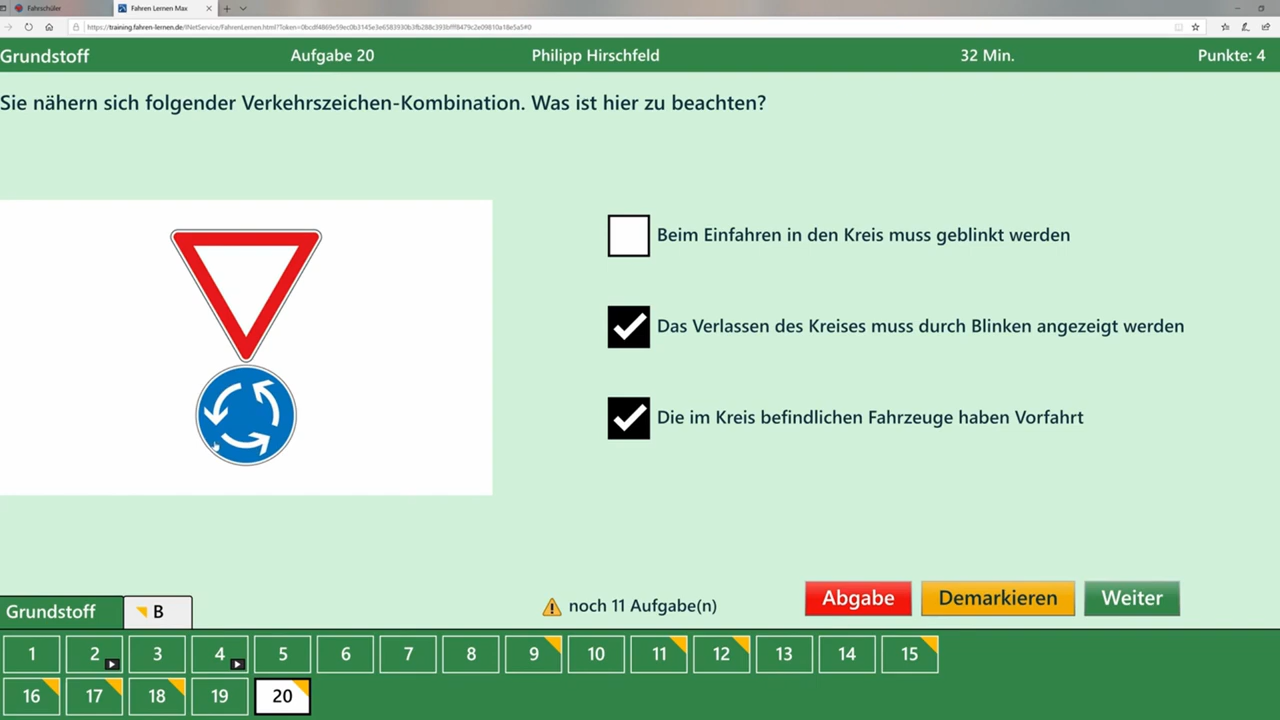 Fahrschüler
Fahren Lernen Max
Grundstoff
Aufgabe 20
Philipp Hirschfeld
32 Min.
Punkte: 4
Sie nähern sich folgender Verkehrszeichen-Kombination. Was ist hier zu beachten?
Beim Einfahren in den Kreis muss geblinkt werden
Das Verlassen des Kreises muss durch Blinken angezeigt werden
Die im Kreis befindlichen Fahrzeuge haben Vorfahrt
noch 11 Aufgabe(n)
Abgabe
Demarkieren
Weiter
Grundstoff
B
1 2 3 4 5 6 7 8 9 10 11 12 13 14 15
16 17 18 19 20